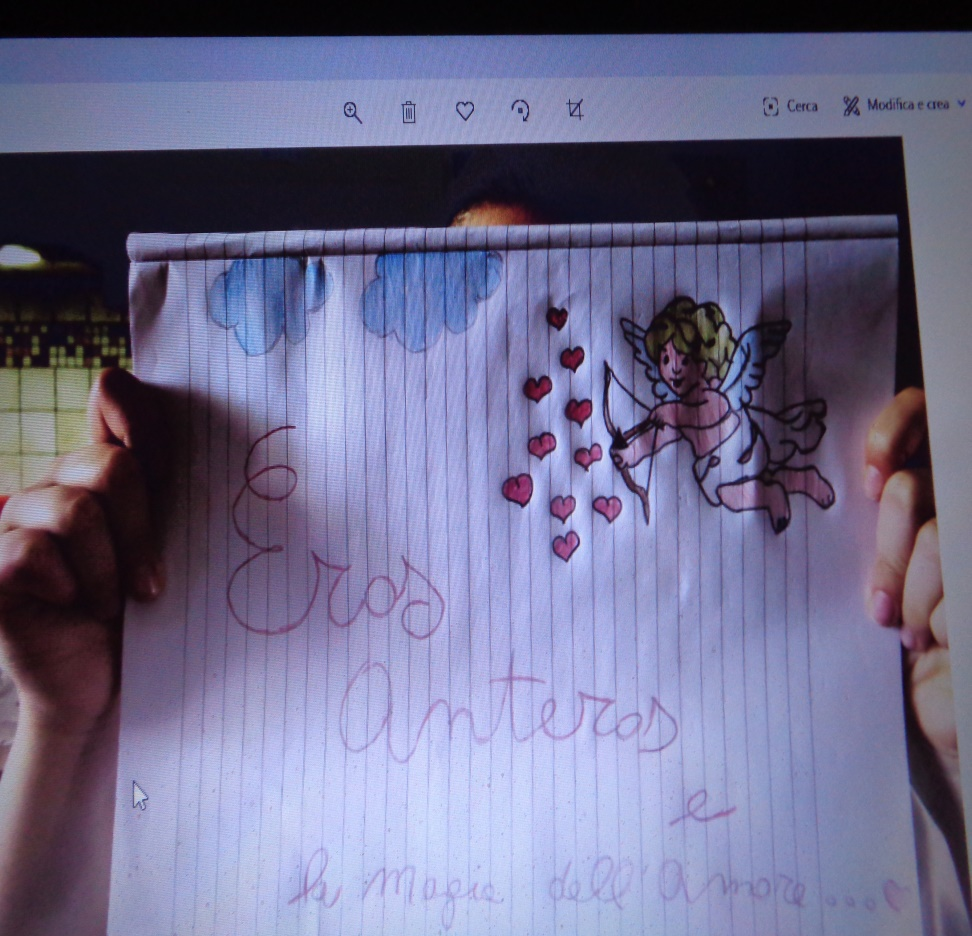 Cerca Modifica e crea
Eros
Anteros
e
la magia dell'Amore...